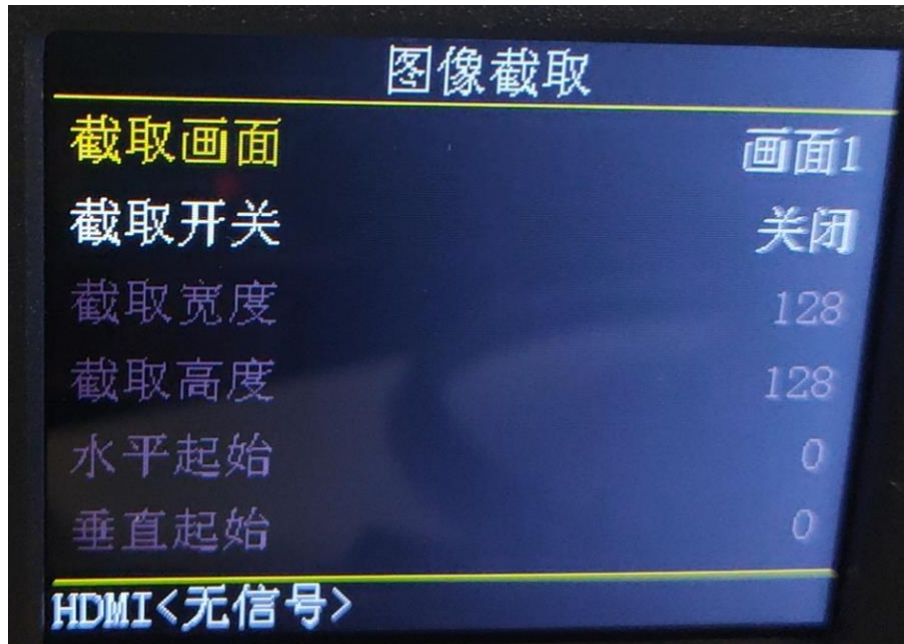 图像截取
截取画面 画面1
截取开关 关闭
截取宽度 128
截取高度 128
水平起始 0
垂直起始 0
HDMI<无信号>